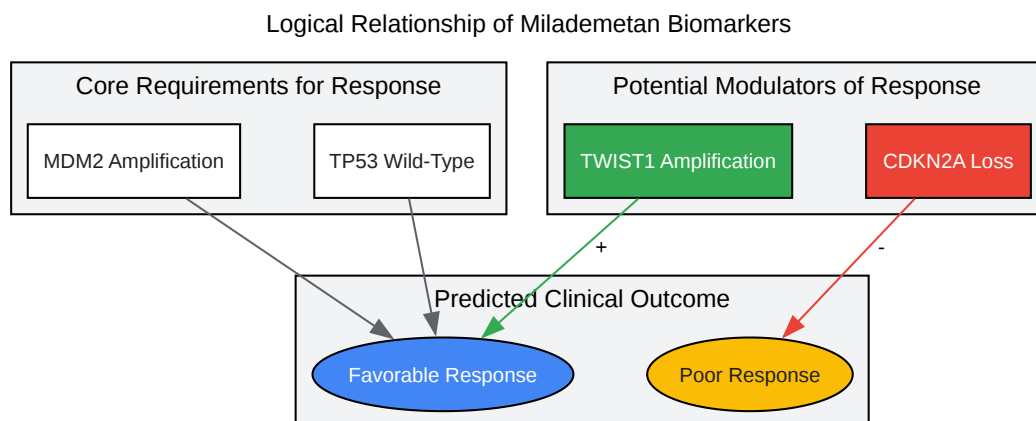 Logical Relationship of Milademetan Biomarkers
Core Requirements for Response
Potential Modulators of Response
MDM2 Amplification
TP53 Wild-Type
TWIST1 Amplification
CDKN2A Loss
+
-
Predicted Clinical Outcome
Favorable Response
Poor Response